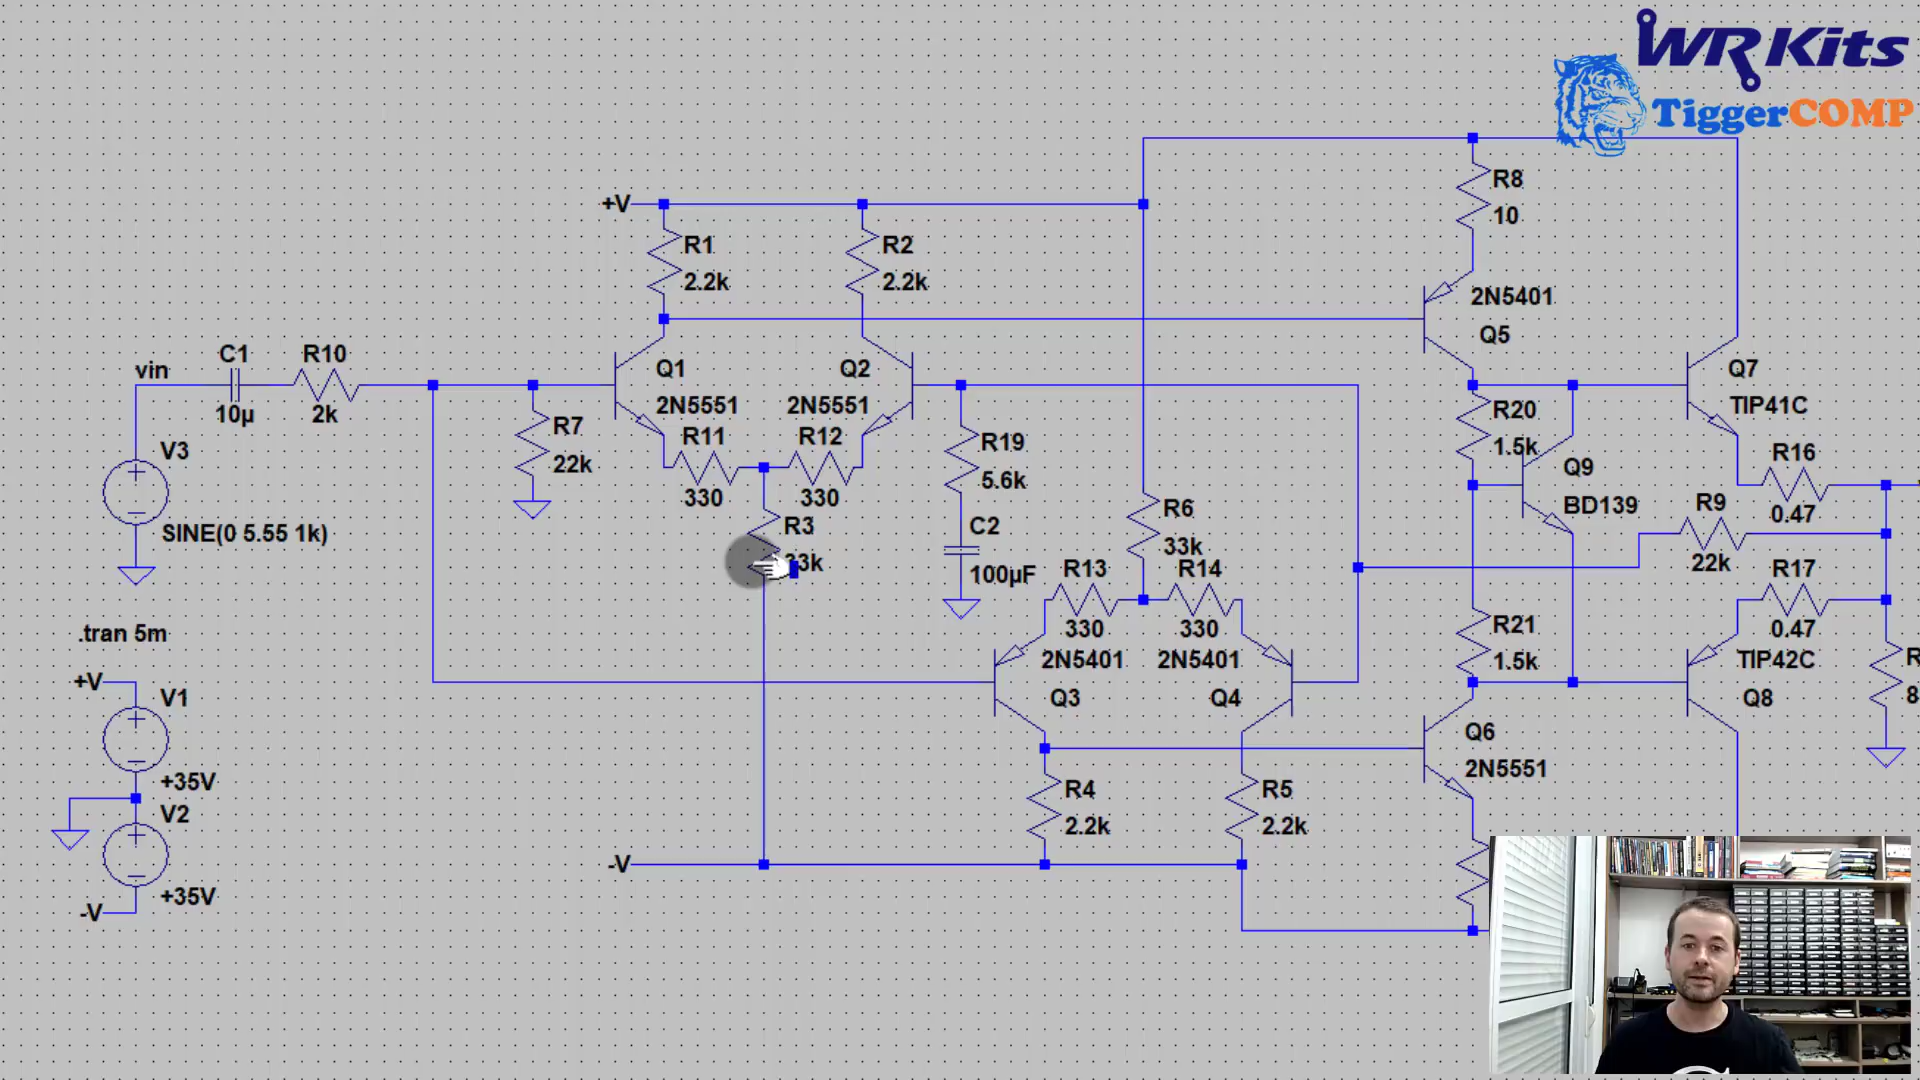 WR Kits
TiggerCOMP
R8
10
+V
R1
2.2k
R2
2.2k
2N5401
Q5
vin
C1
10µ
R10
2k
Q1
2N5551
Q2
2N5551
Q7
TIP41C
R7
22k
R11
330
R12
330
R19
5.6k
R20
1.5k
Q9
BD139
R16
0.47
V3
SINE(0 5.55 1k)
R3
33k
C2
100µF
R6
33k
R9
22k
R13
330
R14
330
R17
0.47
.tran 5m
2N5401
Q3
2N5401
Q4
R21
1.5k
TIP42C
Q8
R
8
+V
V1
+35V
V2
+35V
-V
Q6
2N5551
R4
2.2k
R5
2.2k
-V